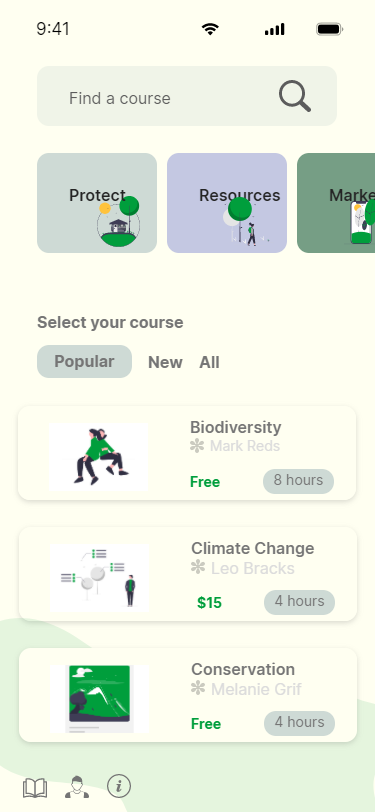 9:41
Find a course
Protect
Resources
Marke
Select your course
Popular
New
All
Biodiversity
Mark Reds
Free
8 hours
Climate Change
Leo Bracks
$15
4 hours
Conservation
Melanie Grif
Free
4 hours